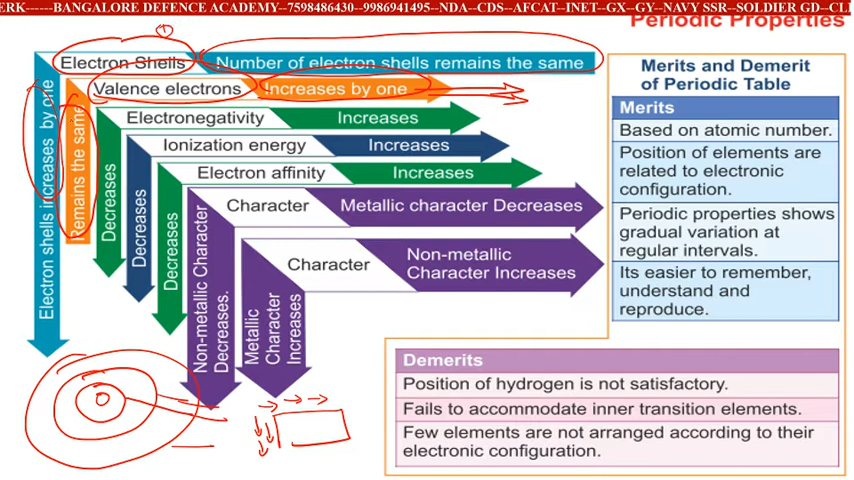 ERK------BANGALORE DEFENCE ACADEMY--7598486430--9986941495--NDA--CDS--AFCAT--INET--GX--GY--NAVY SSR--SOLDIER GD--CL
Periodic Properties
Electron Shells
Number of electron shells remains the same
Valence electrons
Increases by one
Electronegativity
Increases
Ionization energy
Increases
Electron affinity
Increases
Character
Metallic character Decreases
Character
Non-metallic
Character Increases
Electron shells increases by one
Remains the same
Decreases
Decreases
Decreases
Non-metallic Character
Decreases.
Metallic
Character
Increases
Merits and Demerit
of Periodic Table
Merits
Based on atomic number.
Position of elements are
related to electronic
configuration.
Periodic properties shows
gradual variation at
regular intervals.
Its easier to remember,
understand and
reproduce.
Demerits
Position of hydrogen is not satisfactory.
Fails to accommodate inner transition elements.
Few elements are not arranged according to their
electronic configuration.